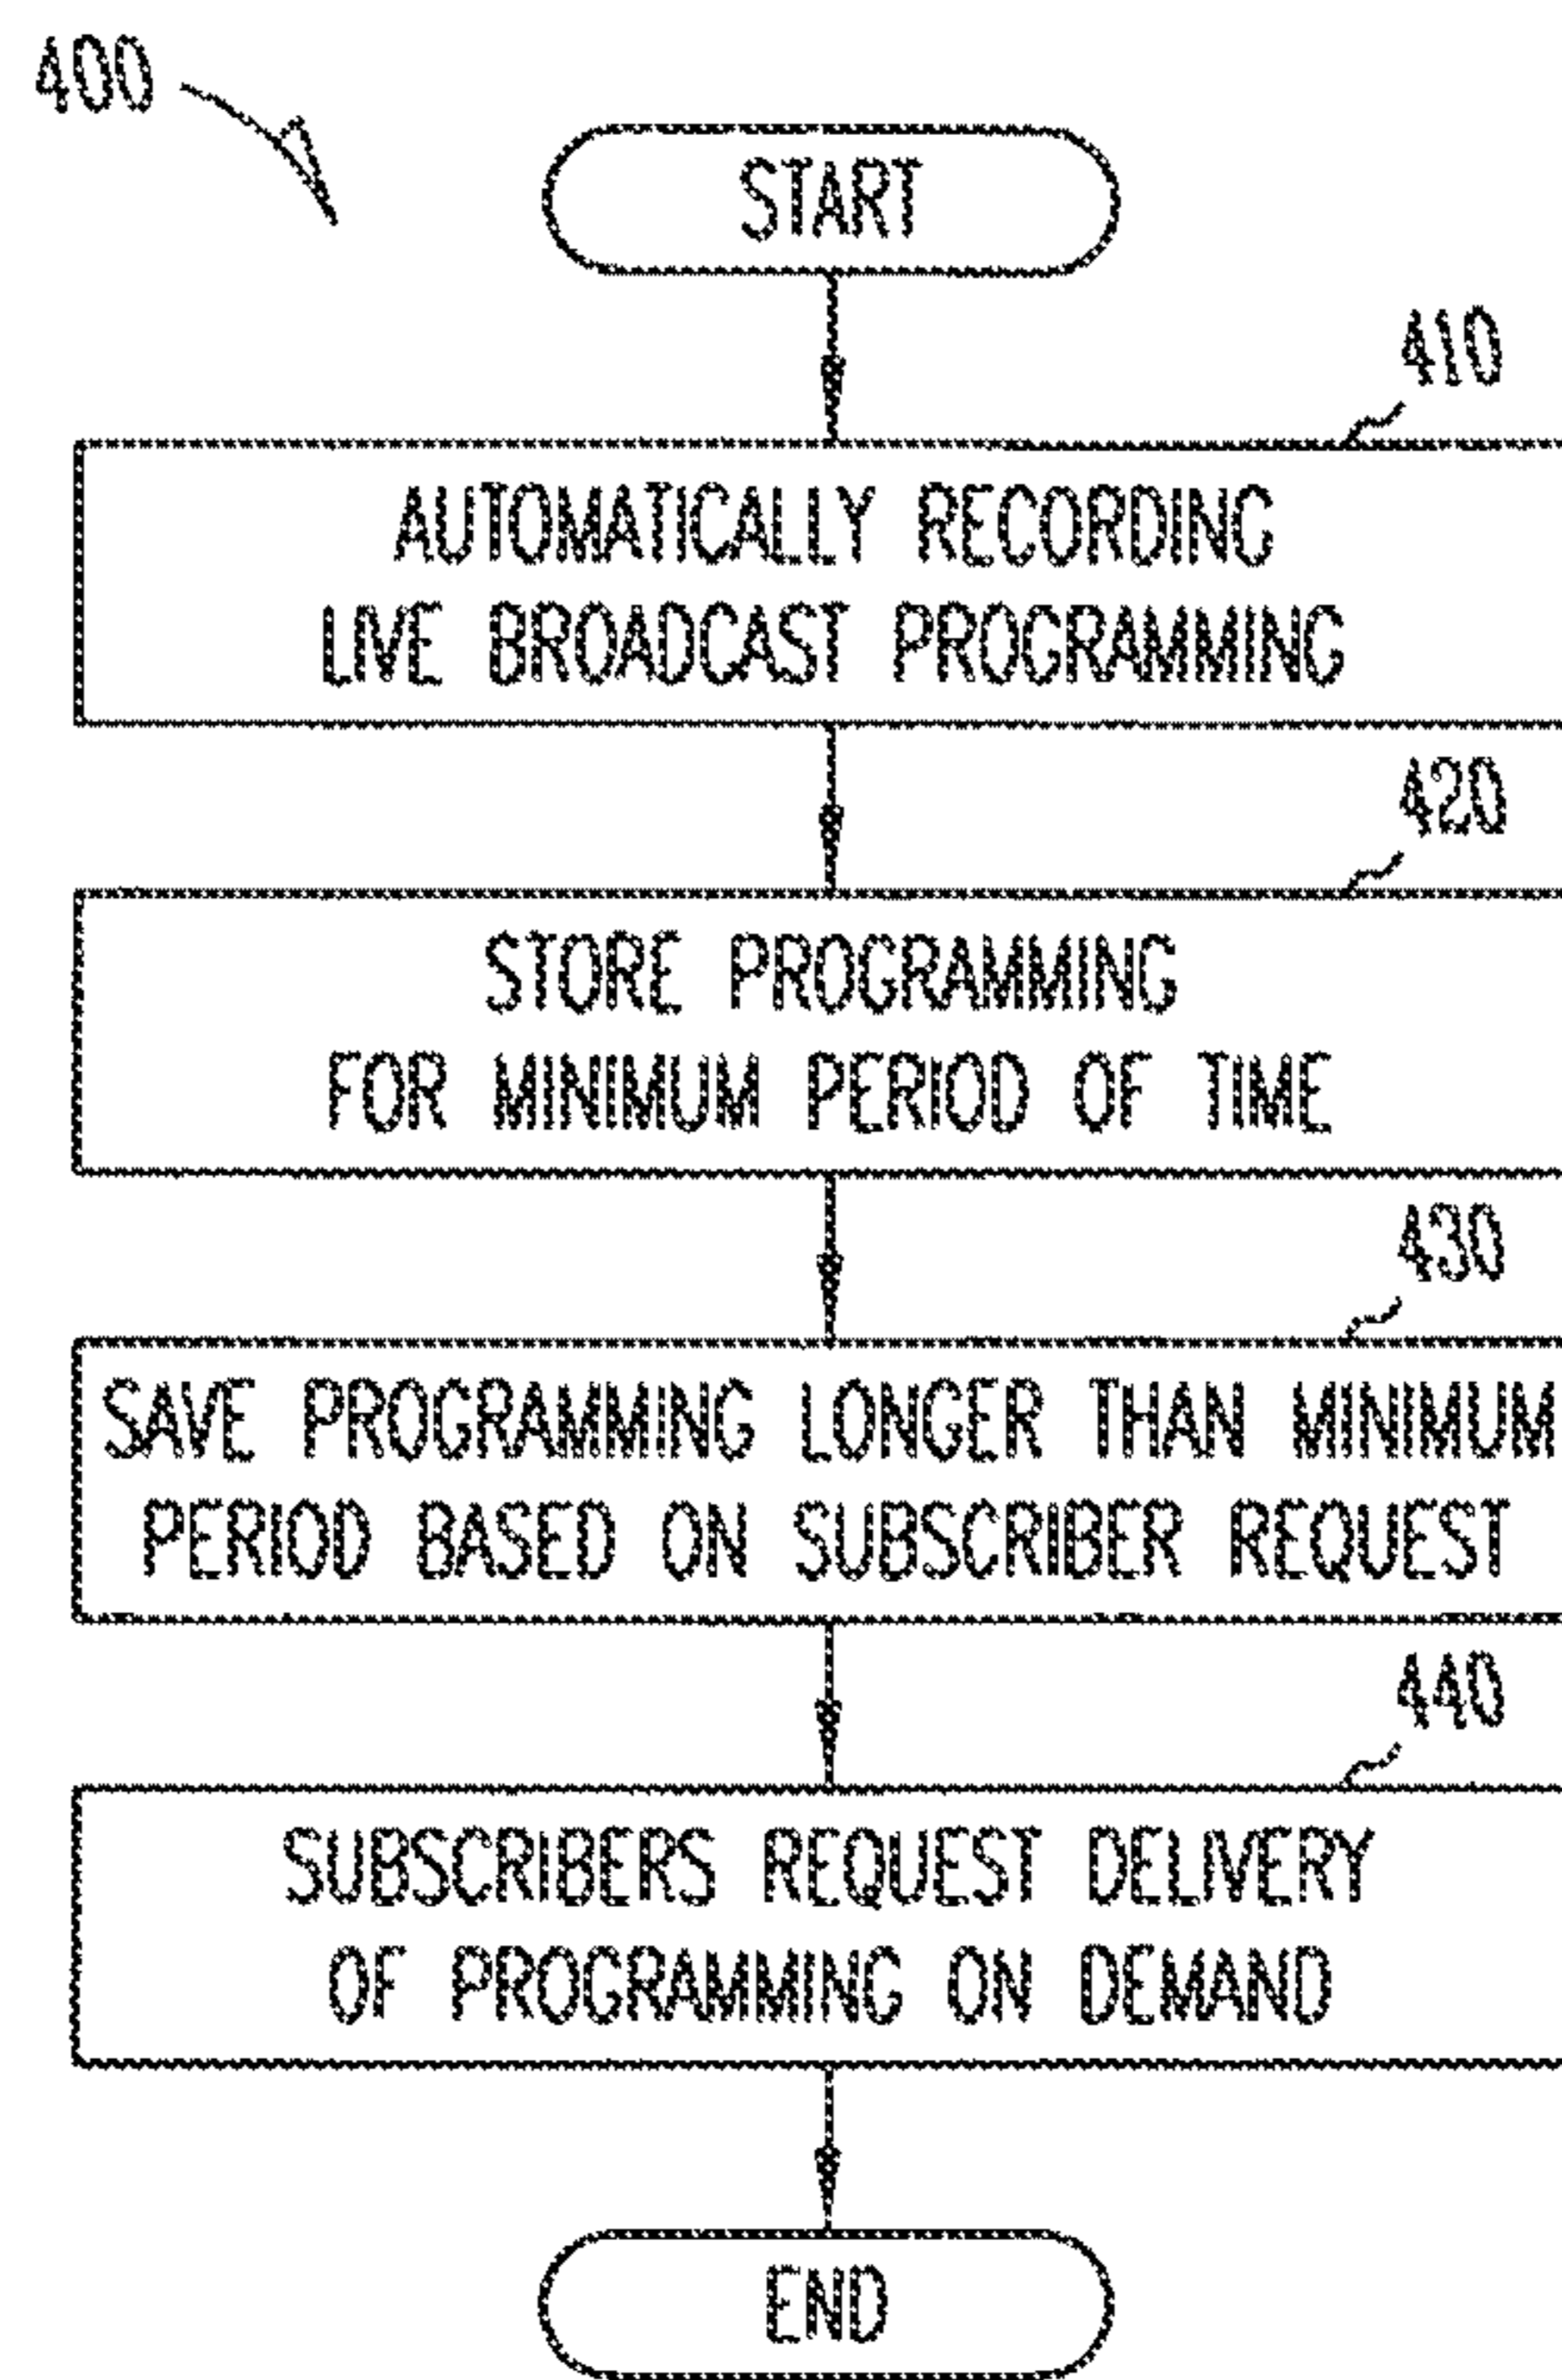 400
START
410
AUTOMATICALLY RECORDING
LIVE BROADCAST PROGRAMMING
420
STORE PROGRAMMING
FOR MINIMUM PERIOD OF TIME
430
SAVE PROGRAMMING LONGER THAN MINIMUM
PERIOD BASED ON SUBSCRIBER REQUEST
440
SUBSCRIBERS REQUEST DELIVERY
OF PROGRAMMING ON DEMAND
END